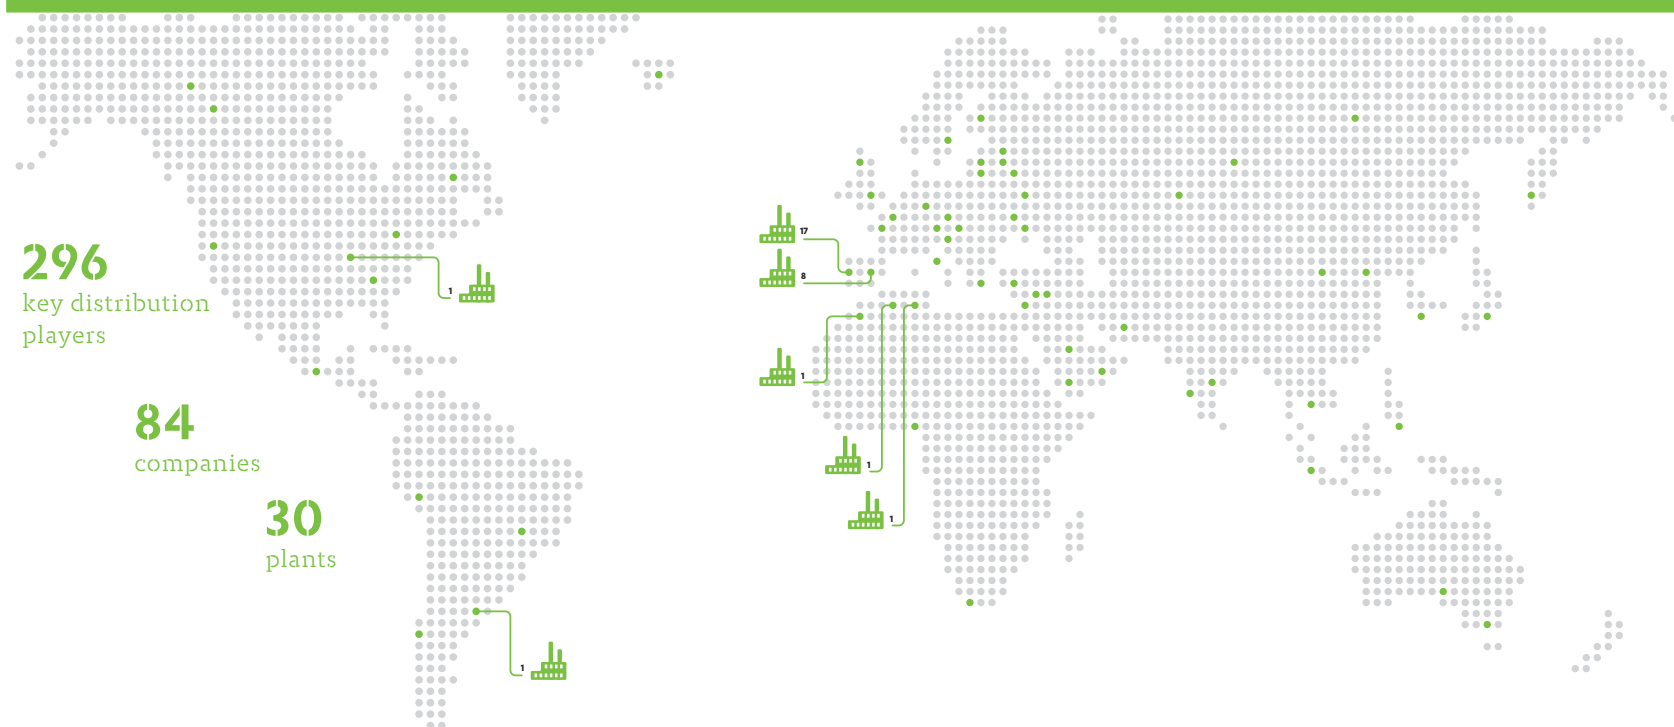 17
8
296
key distribution
players
1
1
84
companies
1
30
plants
1
1